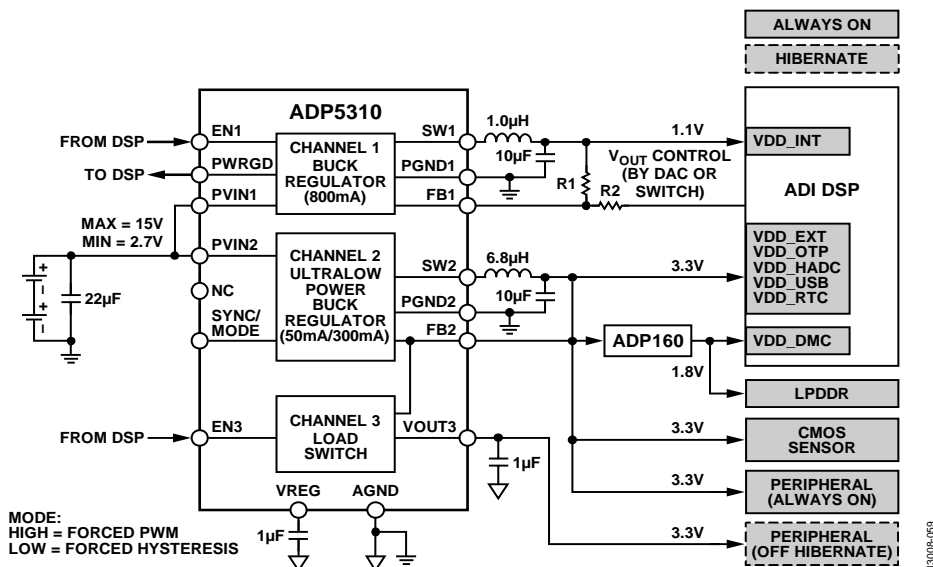 ALWAYS ON
HIBERNATE
ADP5310
FROM DSP
EN1
CHANNEL 1
BUCK
REGULATOR
(800mA)
SW1
1.0µH
1.1V
VDD_INT
TO DSP
PWRGD
PGND1
10µF
VOUT CONTROL
(BY DAC OR
SWITCH)
R1
R2
ADI DSP
PVIN1
FB1
MAX = 15V
MIN = 2.7V
PVIN2
CHANNEL 2
ULTRALOW
POWER
BUCK
REGULATOR
(50mA/300mA)
SW2
6.8µH
3.3V
VDD_EXT
VDD_OTP
VDD_HADC
VDD_USB
VDD_RTC
+
–
+
–
22µF
NC
PGND2
10µF
SYNC/
MODE
FB2
ADP160
VDD_DMC
1.8V
LPDDR
FROM DSP
EN3
CHANNEL 3
LOAD
SWITCH
VOUT3
3.3V
CMOS
SENSOR
1µF
3.3V
PERIPHERAL
(ALWAYS ON)
VREG
AGND
MODE:
HIGH = FORCED PWM
LOW = FORCED HYSTERESIS
1µF
3.3V
PERIPHERAL
(OFF HIBERNATE)